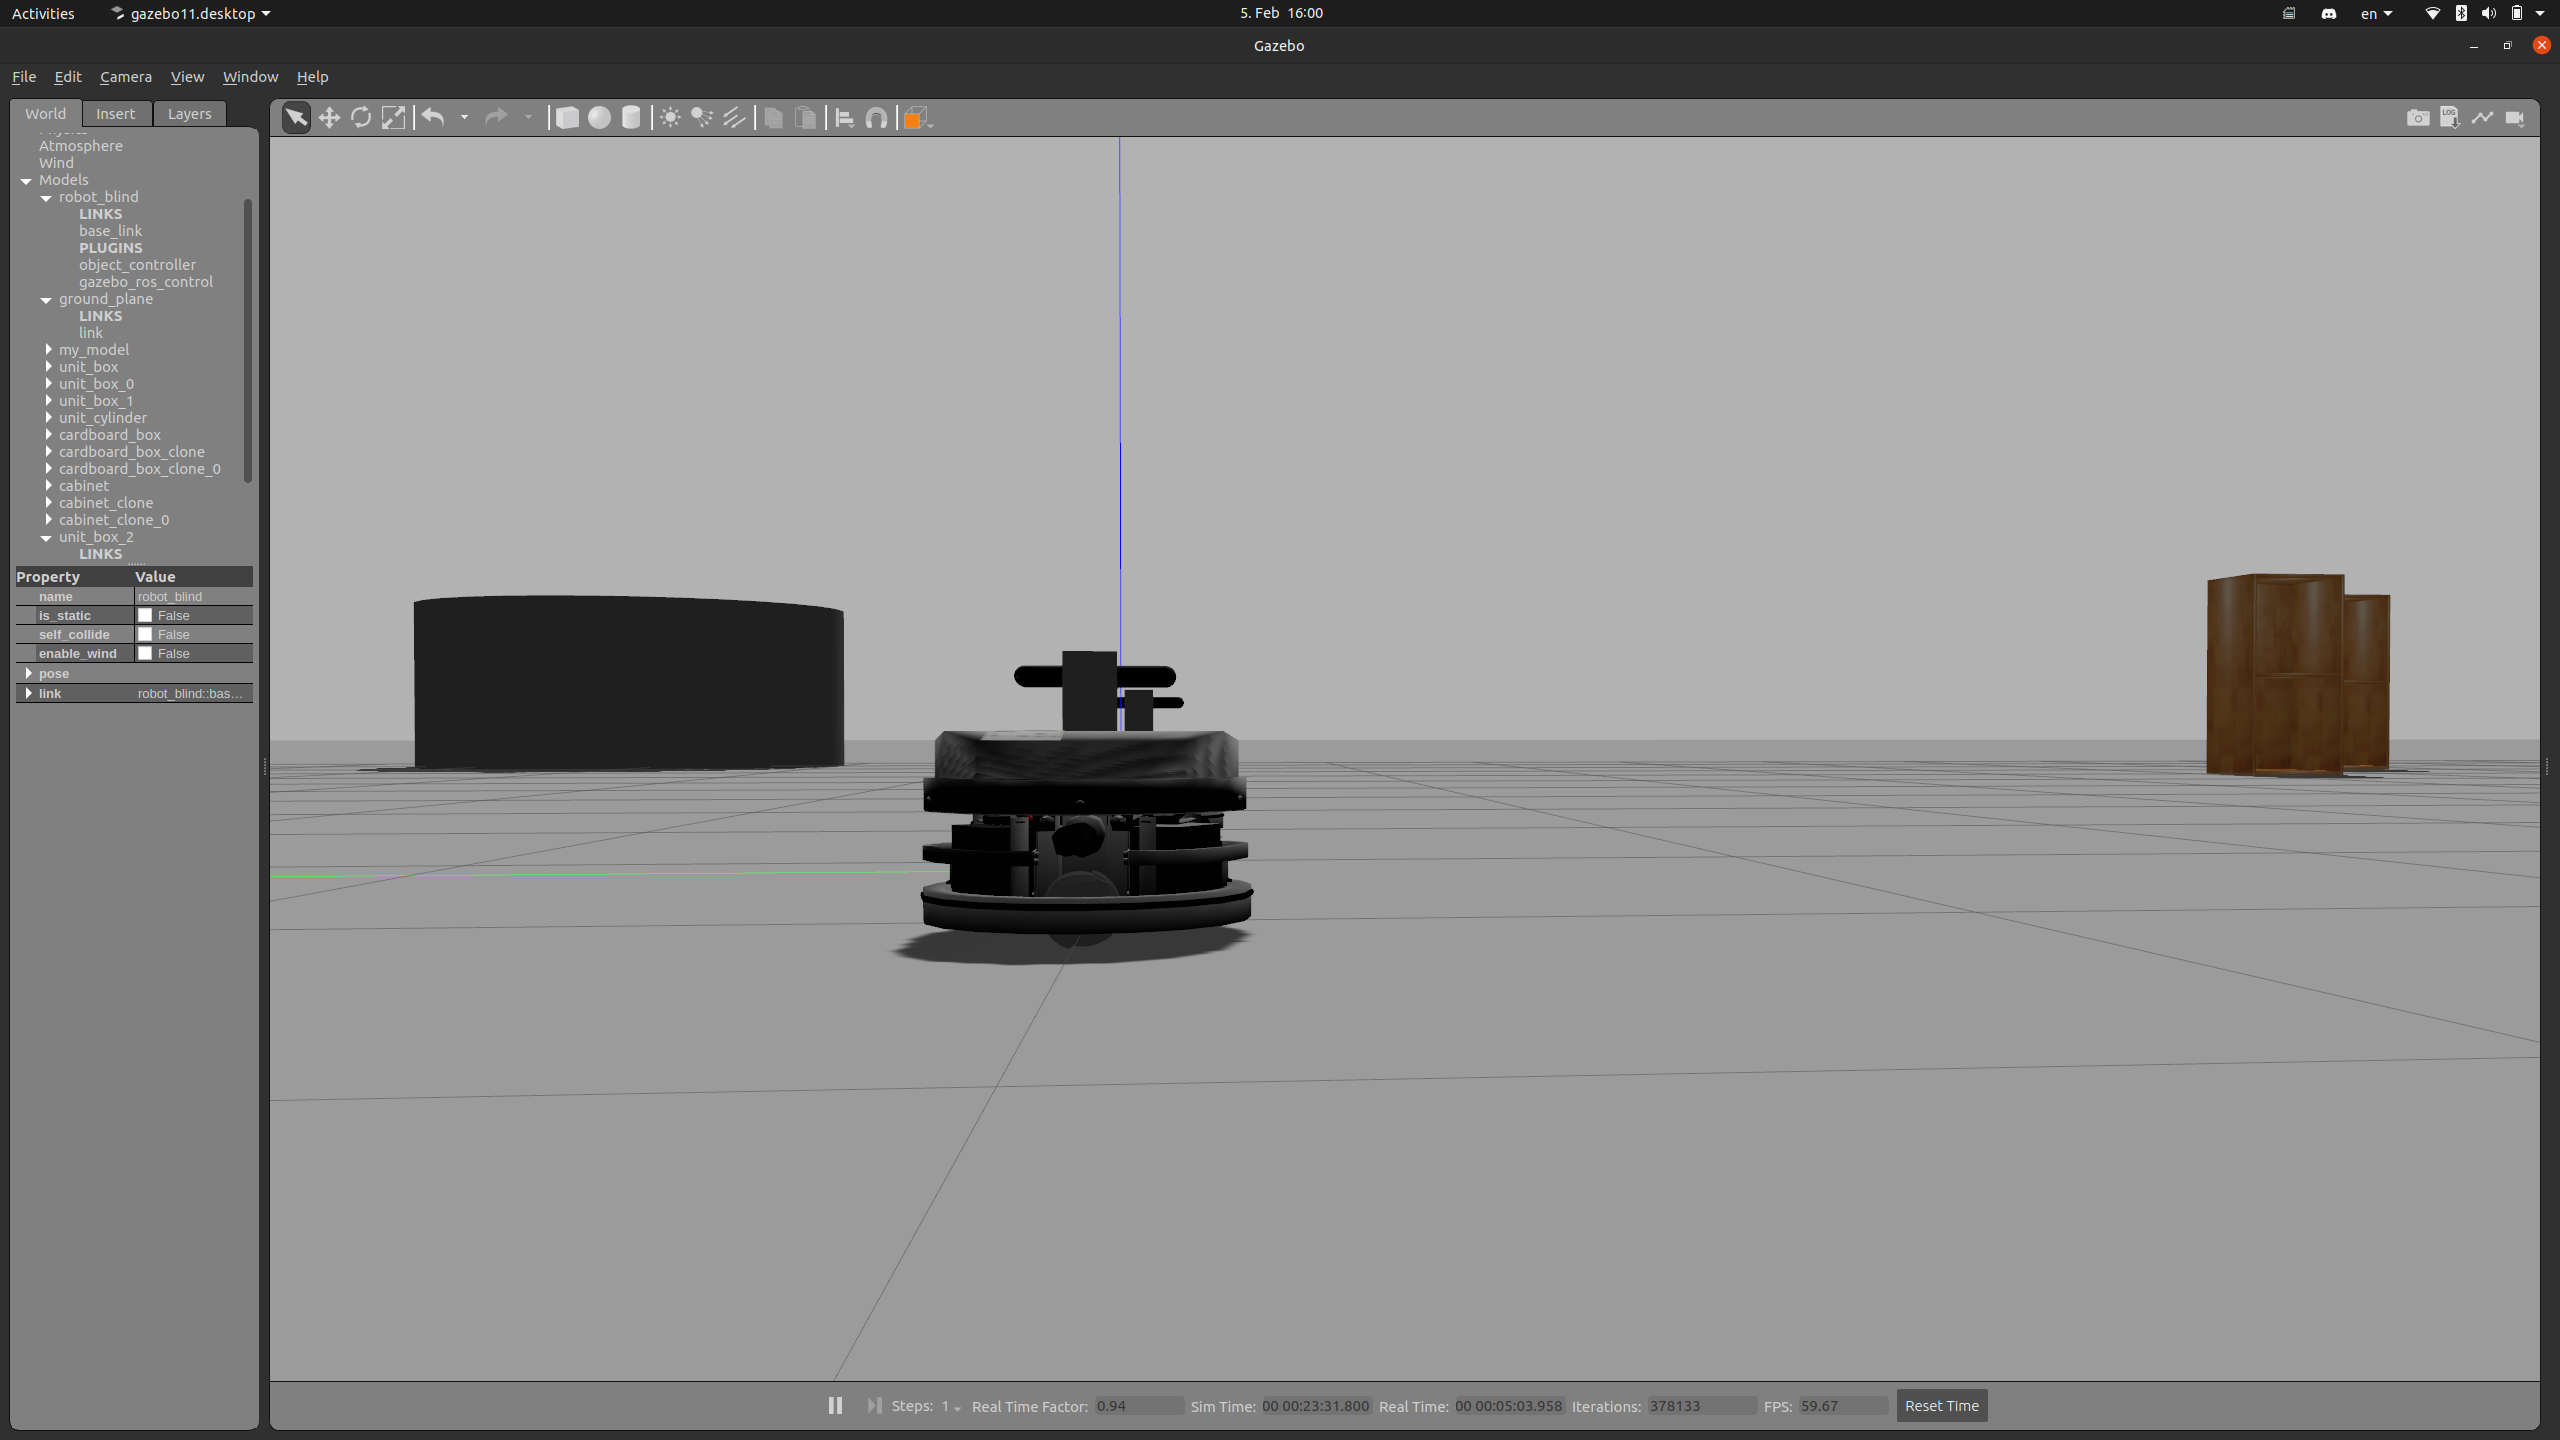 Activities gazebo11.desktop 5. Feb 16:00 en
Gazebo
File Edit Camera View Window Help
World Insert Layers
LOG
Physics
Atmosphere
Wind
Models
robot_blind
LINKS
base_link
PLUGINS
object_controller
gazebo_ros_control
ground_plane
LINKS
link
my_model
unit_box
unit_box_0
unit_box_1
unit_cylinder
cardboard_box
cardboard_box_clone
cardboard_box_clone_0
cabinet
cabinet_clone
cabinet_clone_0
unit_box_2
LINKS
Property Value
name robot_blind
is_static False
self_collide False
enable_wind False
pose
link robot_blind::bas...
Steps: 1 Real Time Factor: 0.94 Sim Time: 00 00:23:31.800 Real Time: 00 00:05:03.958 Iterations: 378133 FPS: 59.67 Reset Time